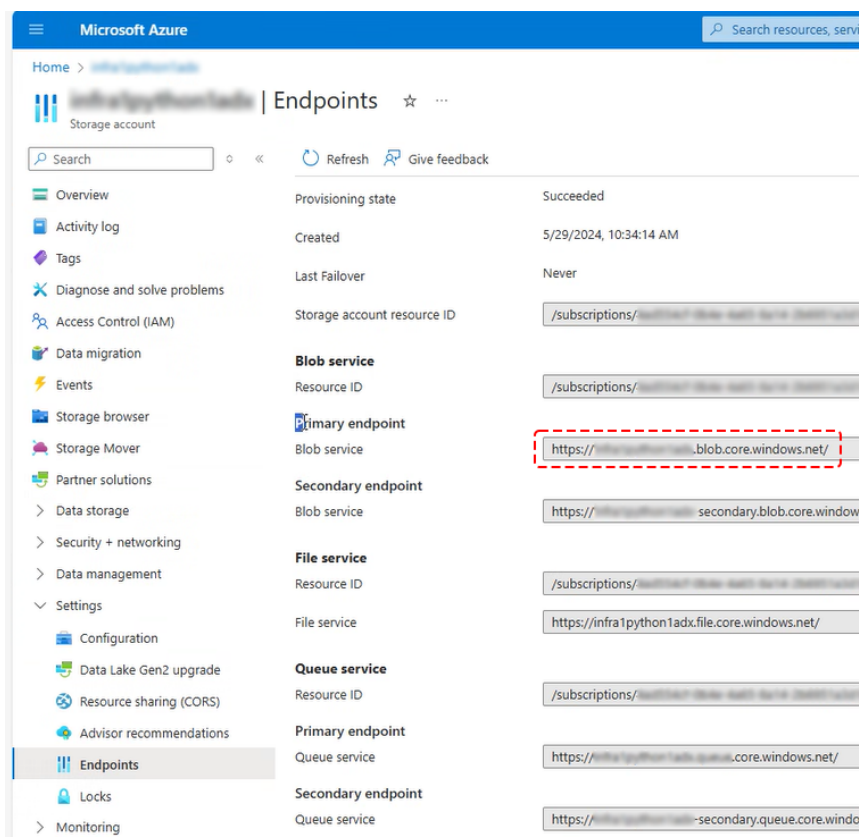 Microsoft Azure
Search resources, servi
Home >
| Endpoints
Storage account
Search
Refresh Give feedback
Overview
Activity log
Tags
Diagnose and solve problems
Access Control (IAM)
Data migration
Events
Storage browser
Storage Mover
Partner solutions
Data storage
Security + networking
Data management
Settings
Configuration
Data Lake Gen2 upgrade
Resource sharing (CORS)
Advisor recommendations
Endpoints
Locks
Monitoring
Provisioning state Succeeded
Created 5/29/2024, 10:34:14 AM
Last Failover Never
Storage account resource ID /subscriptions/
Blob service
Resource ID /subscriptions/
Primary endpoint
Blob service https:// .blob.core.windows.net/
Secondary endpoint
Blob service https:// secondary.blob.core.window
File service
Resource ID /subscriptions/
File service https://infra1python1adx.file.core.windows.net/
Queue service
Resource ID /subscriptions/
Primary endpoint
Queue service https:// .core.windows.net/
Secondary endpoint
Queue service https:// -secondary.queue.core.windo